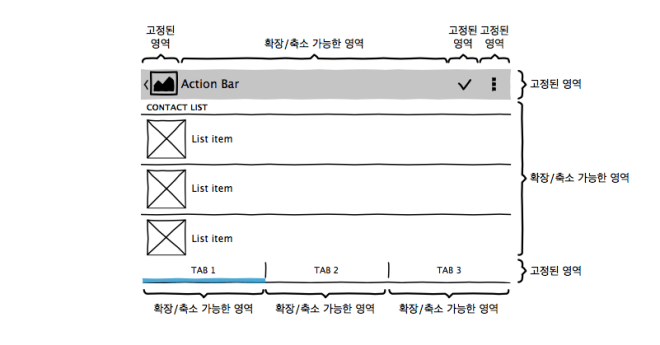 고정된
영역
확장/축소 가능한 영역
고정된
영역
고정된
영역
Action Bar
고정된 영역
CONTACT LIST
List item
List item
확장/축소 가능한 영역
List item
TAB 1
TAB 2
TAB 3
고정된 영역
확장/축소 가능한 영역
확장/축소 가능한 영역
확장/축소 가능한 영역